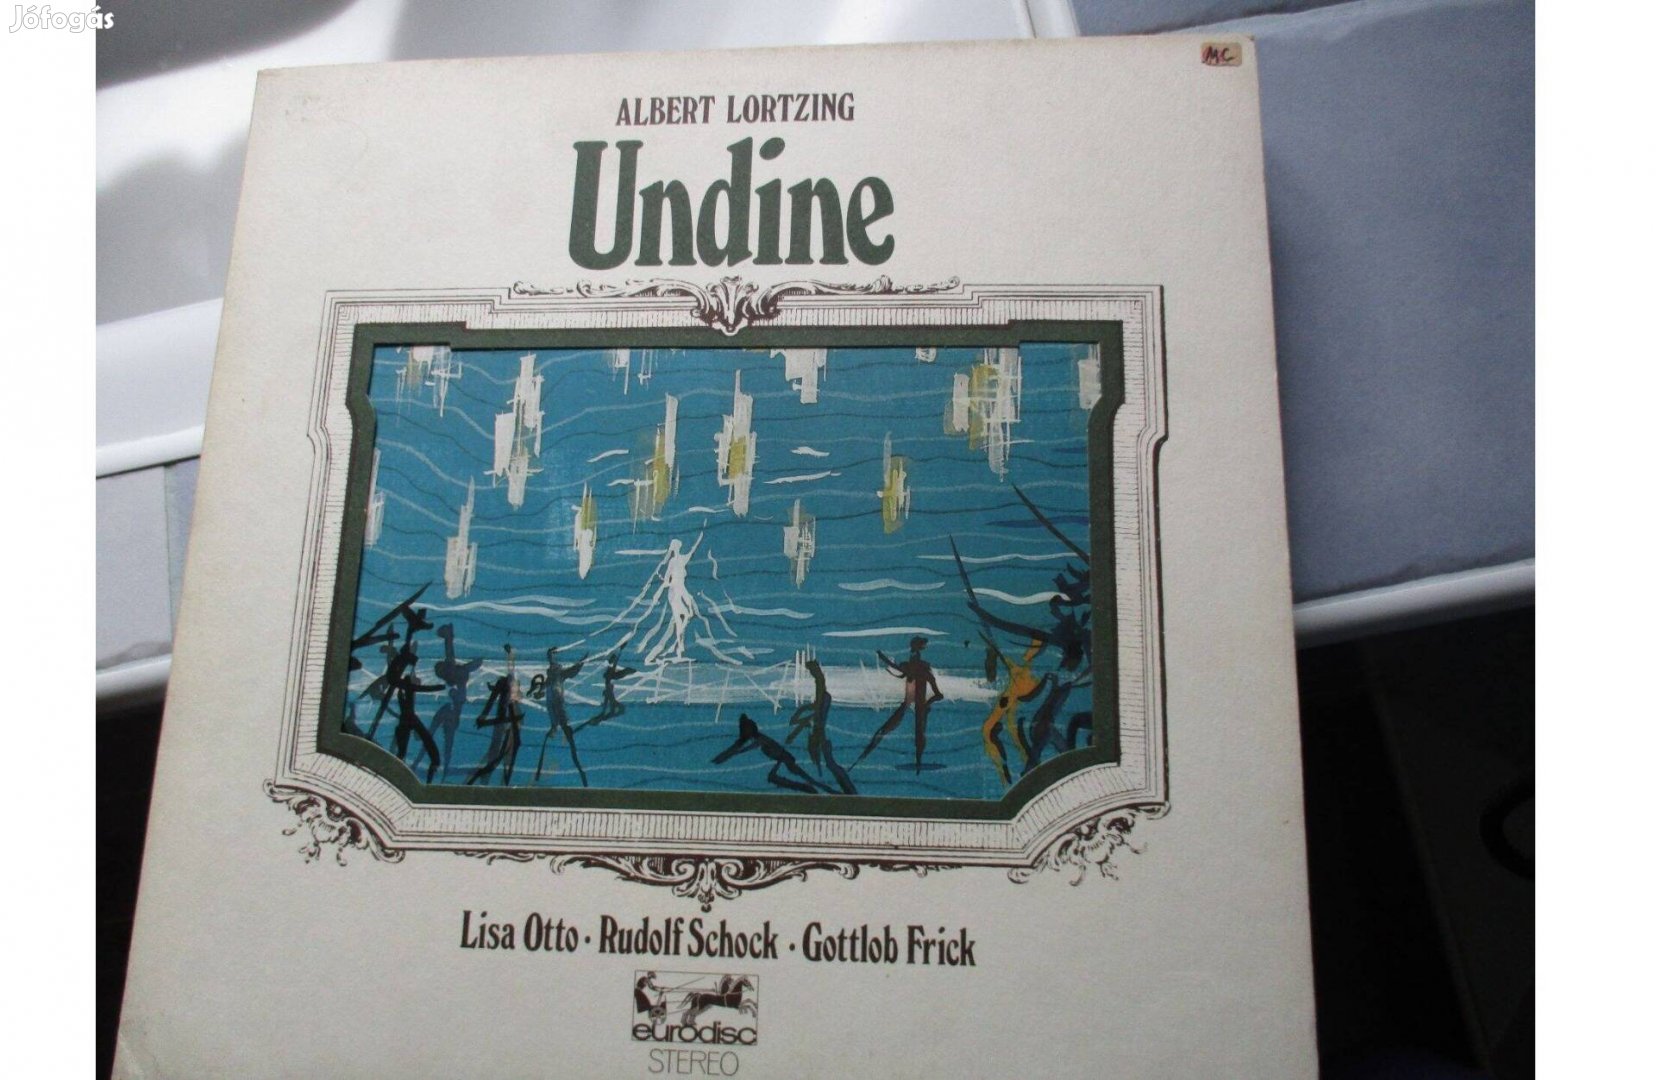 Jófogás
MC
ALBERT LORTZING
Undine
Lisa Otto · Rudolf Schock · Gottlob Frick
eurodisc
STEREO